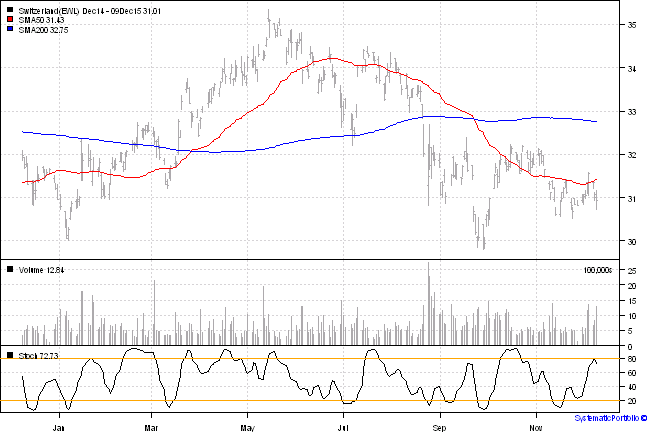 Switzerland(EWL) Dec14 - 09Dec15 31.01
SMA50 31.43
SMA200 32.75
35
34
33
32
31
30
Volume 12.84
100,000s
25
20
15
10
5
0
Stoch 72.73
80
60
40
20
Jan Mar May Jul Sep Nov
SystematicPortfolio ©